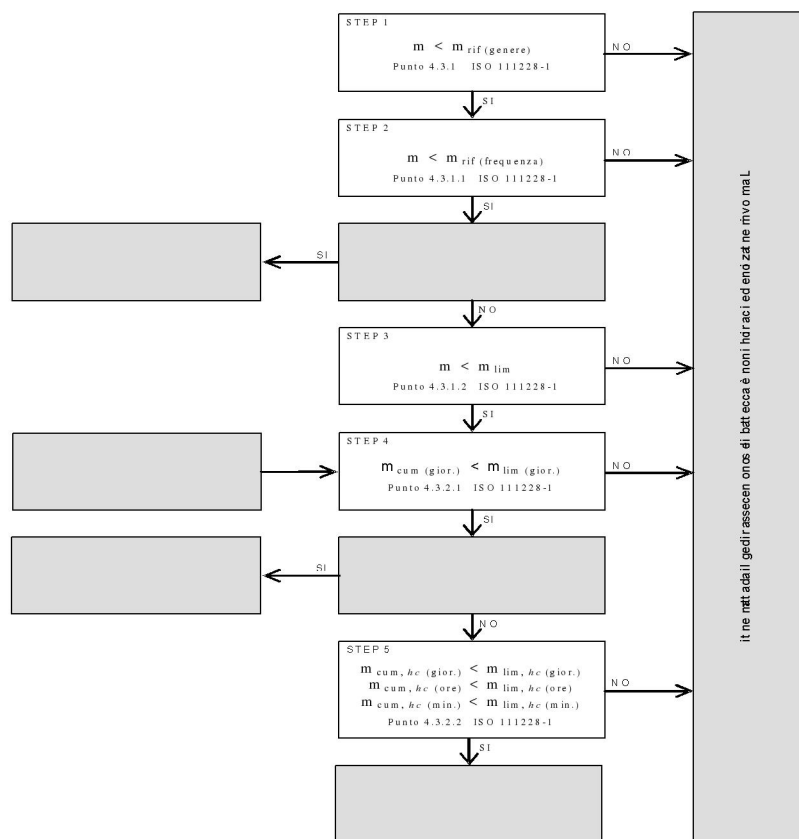 STEP 1
m < m rif (genere)
Punto 4.3.1 ISO 111228-1
NO
SI
STEP 2
m < m rif (frequenza)
Punto 4.3.1.1 ISO 111228-1
NO
SI
SI
NO
STEP 3
m < m lim
Punto 4.3.1.2 ISO 111228-1
NO
SI
STEP 4
m cum (gior.) < m lim (gior.)
Punto 4.3.2.1 ISO 111228-1
NO
SI
SI
NO
STEP 5
m cum, hc (gior.) < m lim, hc (gior.)
m cum, hc (ore) < m lim, hc (ore)
m cum, hc (min.) < m lim, hc (min.)
Punto 4.3.2.2 ISO 111228-1
NO
SI